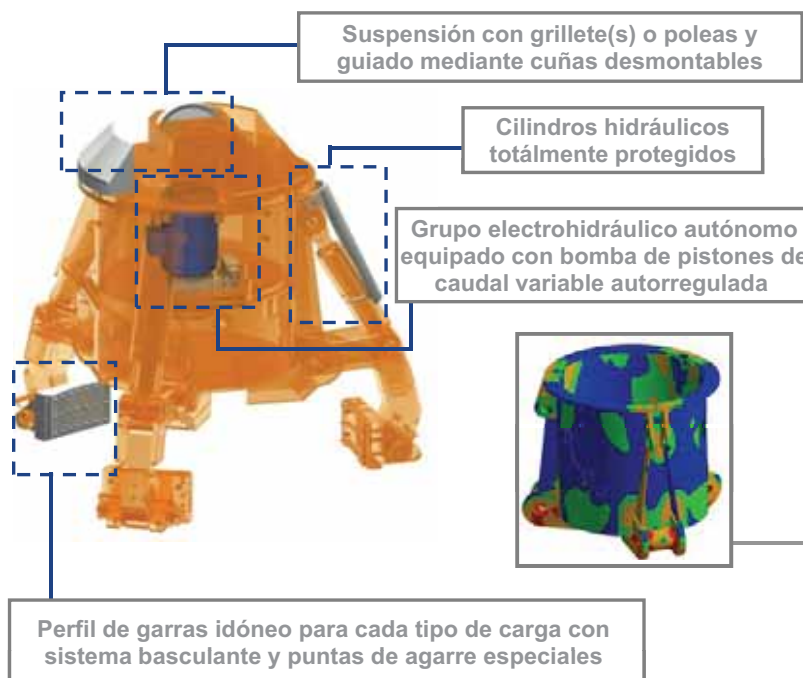 Suspensión con grillete(s) o poleas y
guiado mediante cuñas desmontables
Cilindros hidráulicos
totálmente protegidos
Grupo electrohidráulico autónomo
equipado con bomba de pistones de
caudal variable autorregulada
Perfil de garras idóneo para cada tipo de carga con
sistema basculante y puntas de agarre especiales